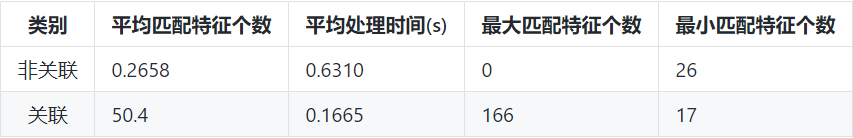 类别 平均匹配特征个数 平均处理时间(s) 最大匹配特征个数 最小匹配特征个数
非关联 0.2658 0.6310 0 26
关联 50.4 0.1665 166 17